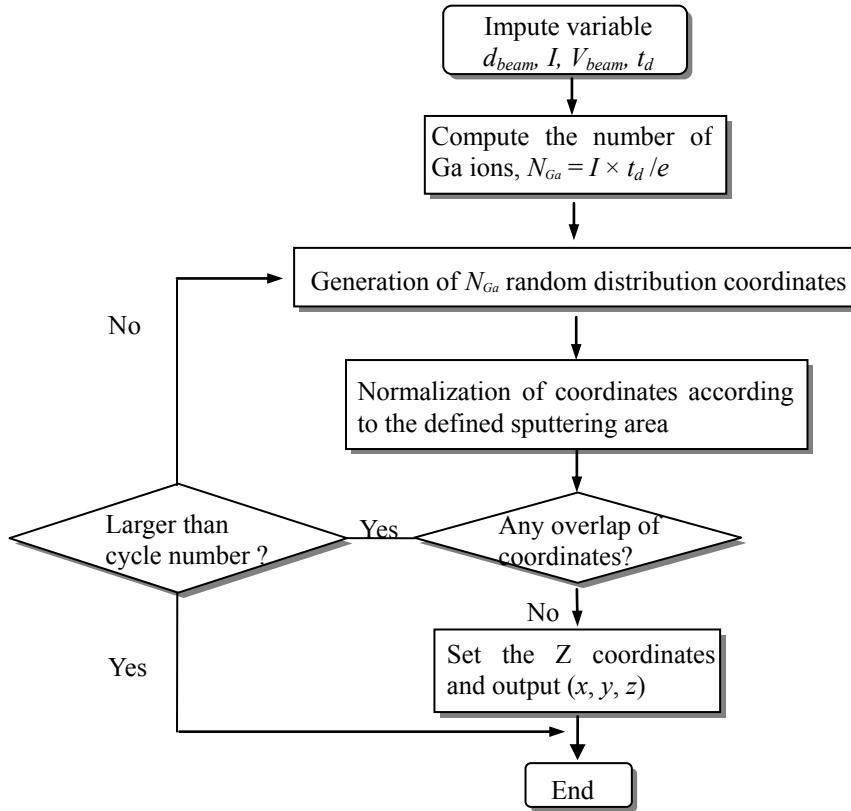 Impute variable
d_beam, I, V_beam, t_d
Compute the number of
Ga ions, N_Ga = I × t_d /e
Generation of N_Ga random distribution coordinates
No
Normalization of coordinates according
to the defined sputtering area
Larger than
cycle number ?
Yes
Any overlap of
coordinates?
No
Yes
Set the Z coordinates
and output (x, y, z)
End